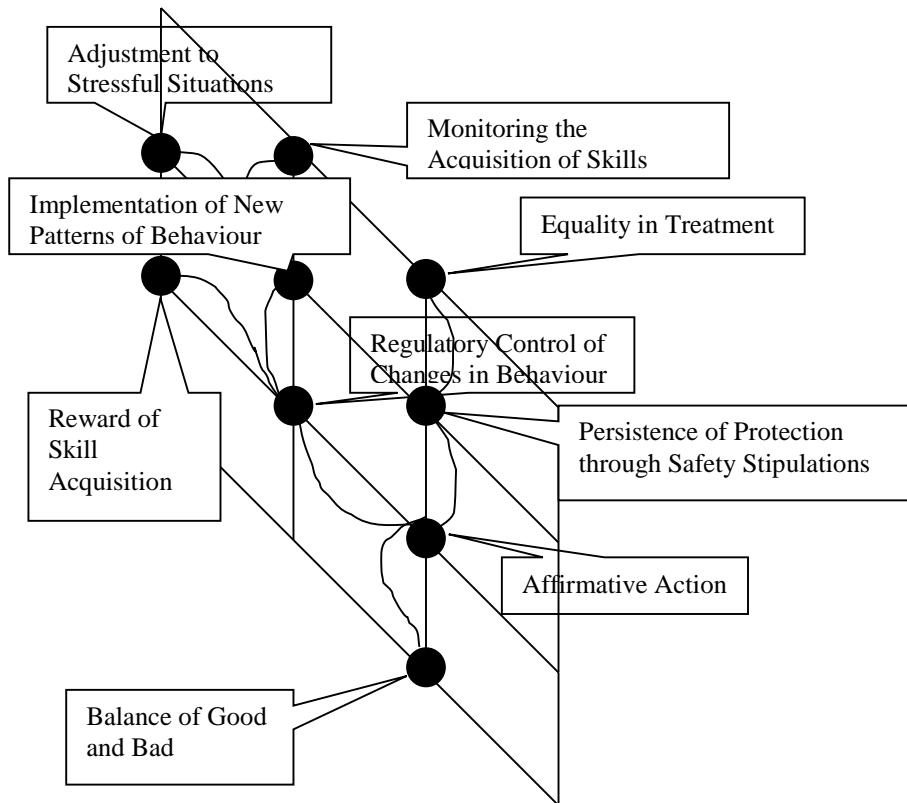 Adjustment to
Stressful Situations
Monitoring the
Acquisition of Skills
Implementation of New
Patterns of Behaviour
Equality in Treatment
Regulatory Control of
Changes in Behaviour
Reward of
Skill
Acquisition
Persistence of Protection
through Safety Stipulations
Affirmative Action
Balance of Good
and Bad